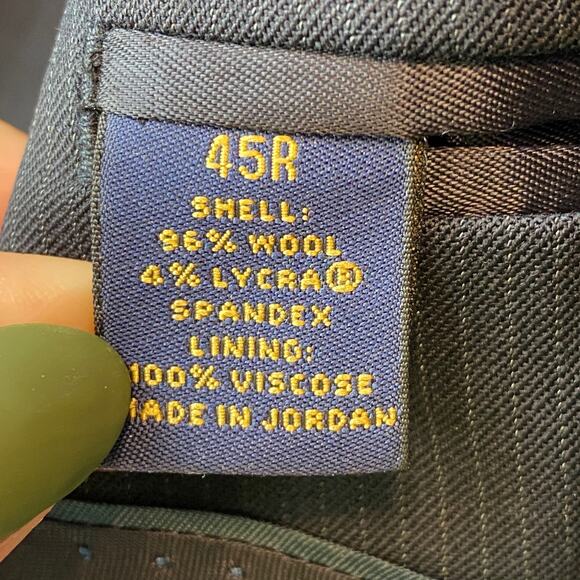 45R
SHELL:
96% WOOL
4% LYCRA®
SPANDEX
LINING:
100% VISCOSE
MADE IN JORDAN